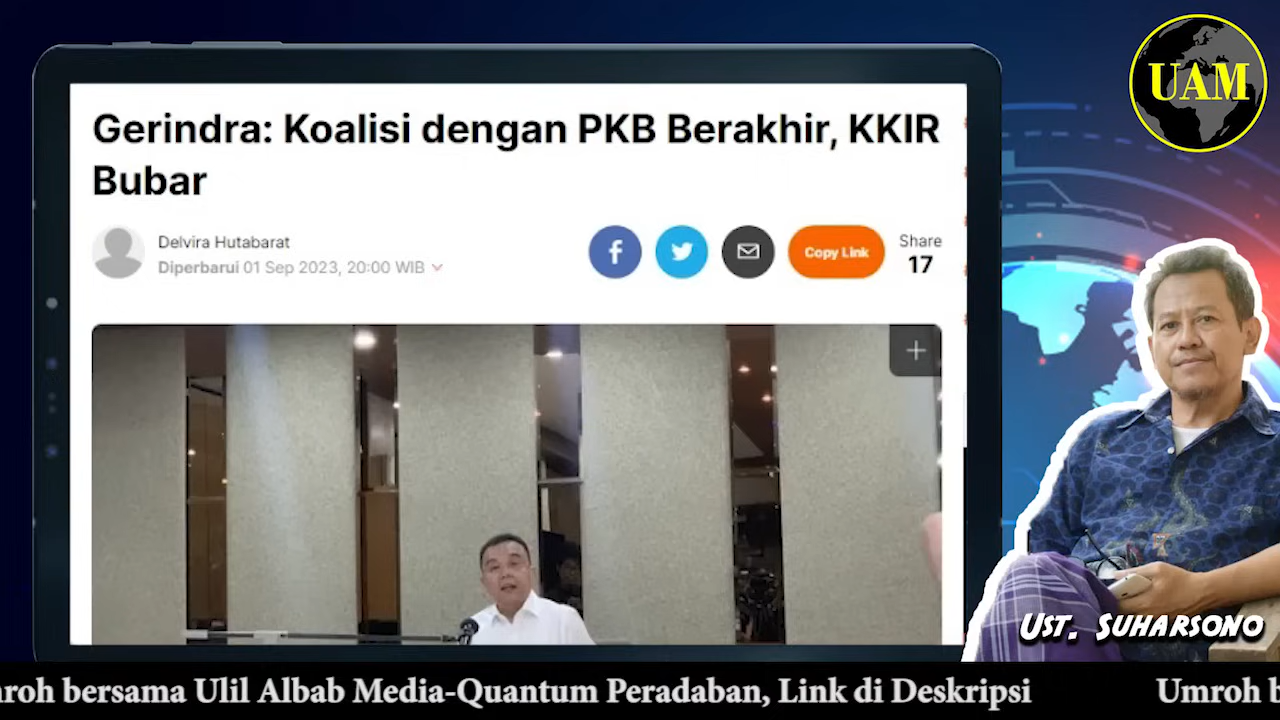 Gerindra: Koalisi dengan PKB Berakhir, KKIR
Bubar
Delvira Hutabarat
Diperbarui 01 Sep 2023, 20:00 WIB
Copy Link
Share
17
UAM
UST. SUHARSONO
bersama Ulil Albab Media-Quantum Peradaban, Link di Deskripsi
Umroh